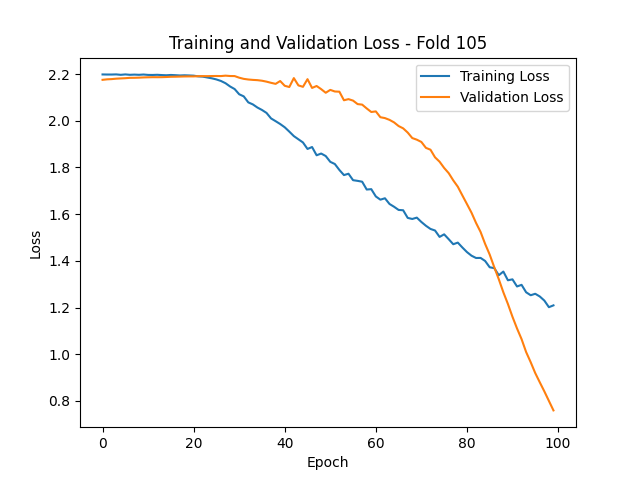 Training and Validation Loss - Fold 105
Training Loss
Validation Loss
Loss
2.2
2.0
1.8
1.6
1.4
1.2
1.0
0.8
0 20 40 60 80 100
Epoch